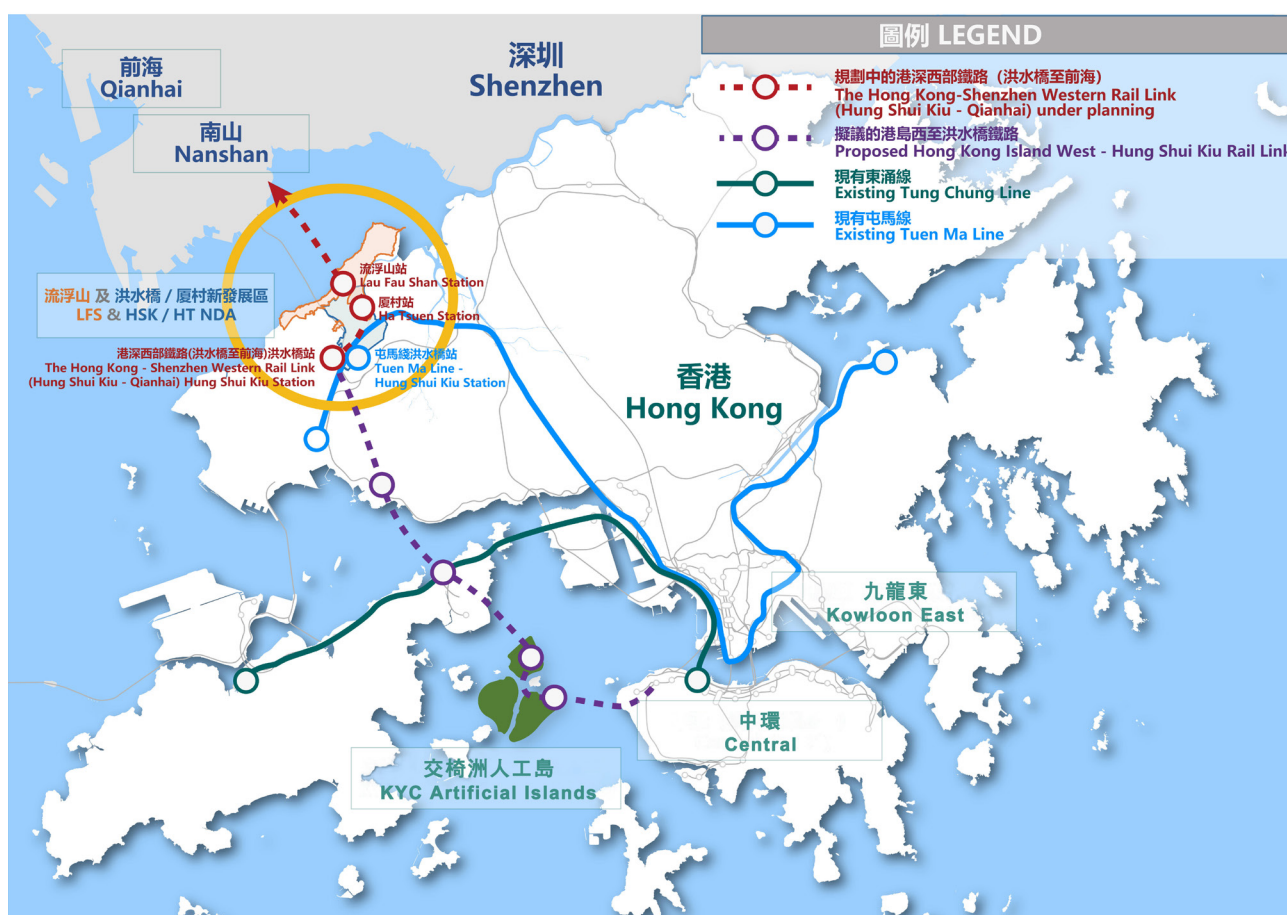 圖例 LEGEND
規劃中的港深西部鐵路（洪水橋至前海）
The Hong Kong-Shenzhen Western Rail Link
(Hung Shui Kiu - Qianhai) under planning
擬議的港島西至洪水橋鐵路
Proposed Hong Kong Island West - Hung Shui Kiu Rail Link
現有東涌線
Existing Tung Chung Line
現有屯馬線
Existing Tuen Ma Line
前海
Qianhai
深圳
Shenzhen
南山
Nanshan
流浮山站
Lau Fau Shan Station
厦村站
Ha Tsuen Station
流浮山 及 洪水橋 / 厦村新發展區
LFS & HSK / HT NDA
港深西部鐵路(洪水橋至前海)洪水橋站
The Hong Kong - Shenzhen Western Rail Link
(Hung Shui Kiu - Qianhai) Hung Shui Kiu Station
屯馬綫洪水橋站
Tuen Ma Line -
Hung Shui Kiu Station
香港
Hong Kong
九龍東
Kowloon East
中環
Central
交椅洲人工島
KYC Artificial Islands